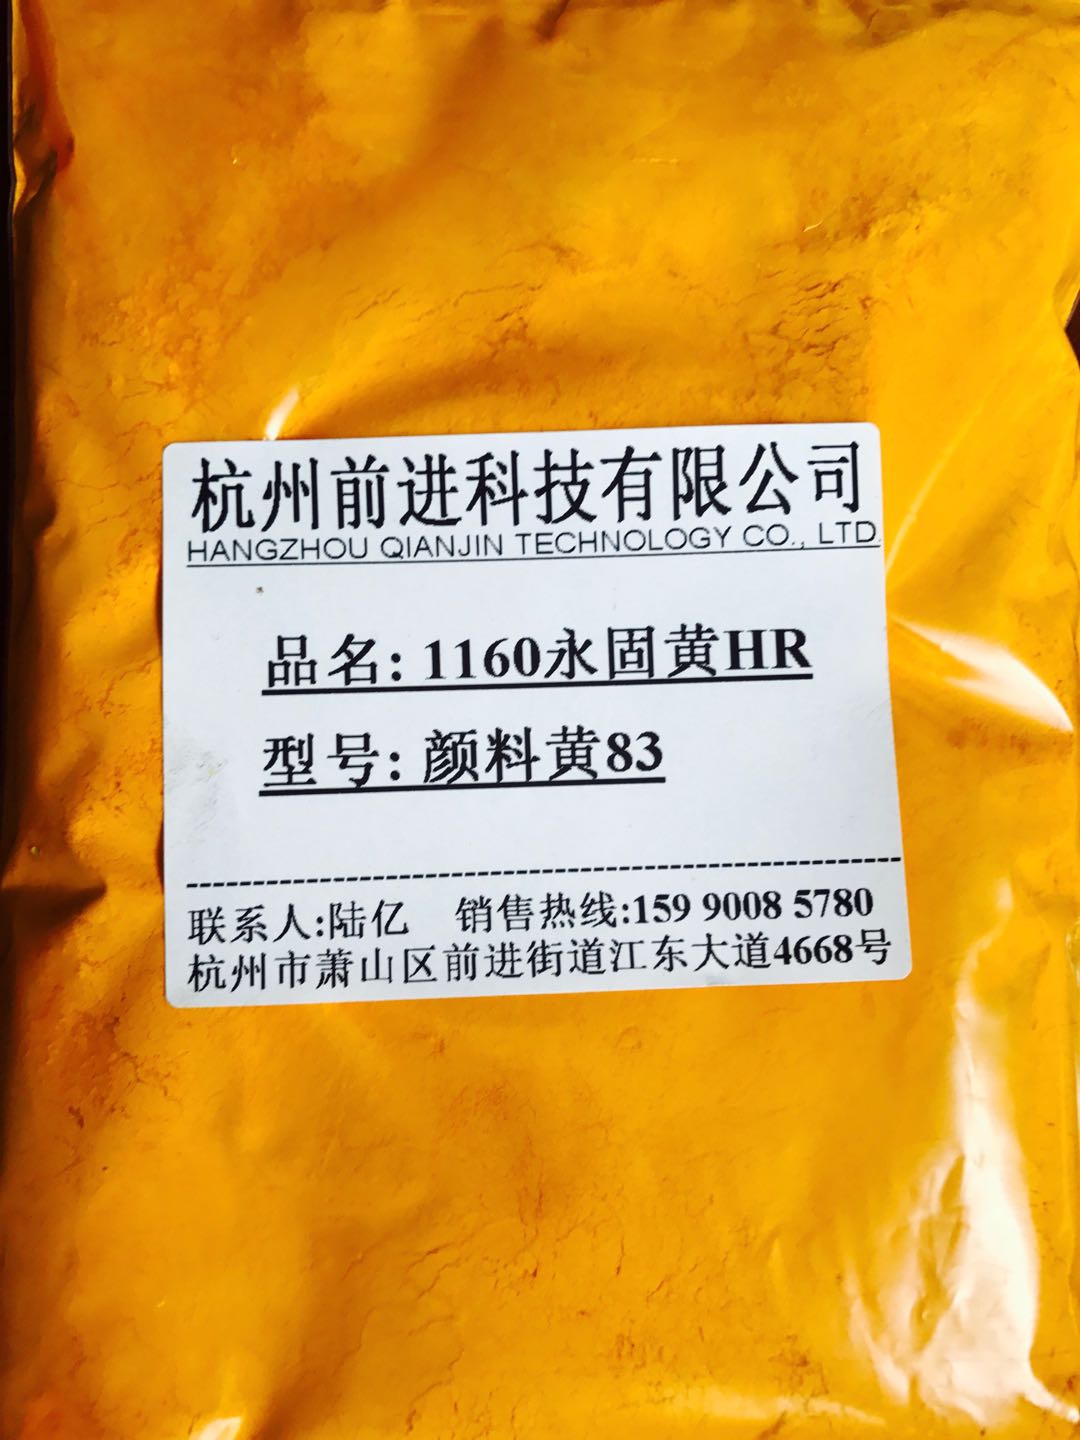 杭州前进科技有限公司
HANGZHOU QIANJIN TECHNOLOGY CO., LTD.
品名: 1160永固黄HR
型号: 颜料黄83
联系人:陆亿 销售热线:159 9008 5780
杭州市萧山区前进街道江东大道4668号